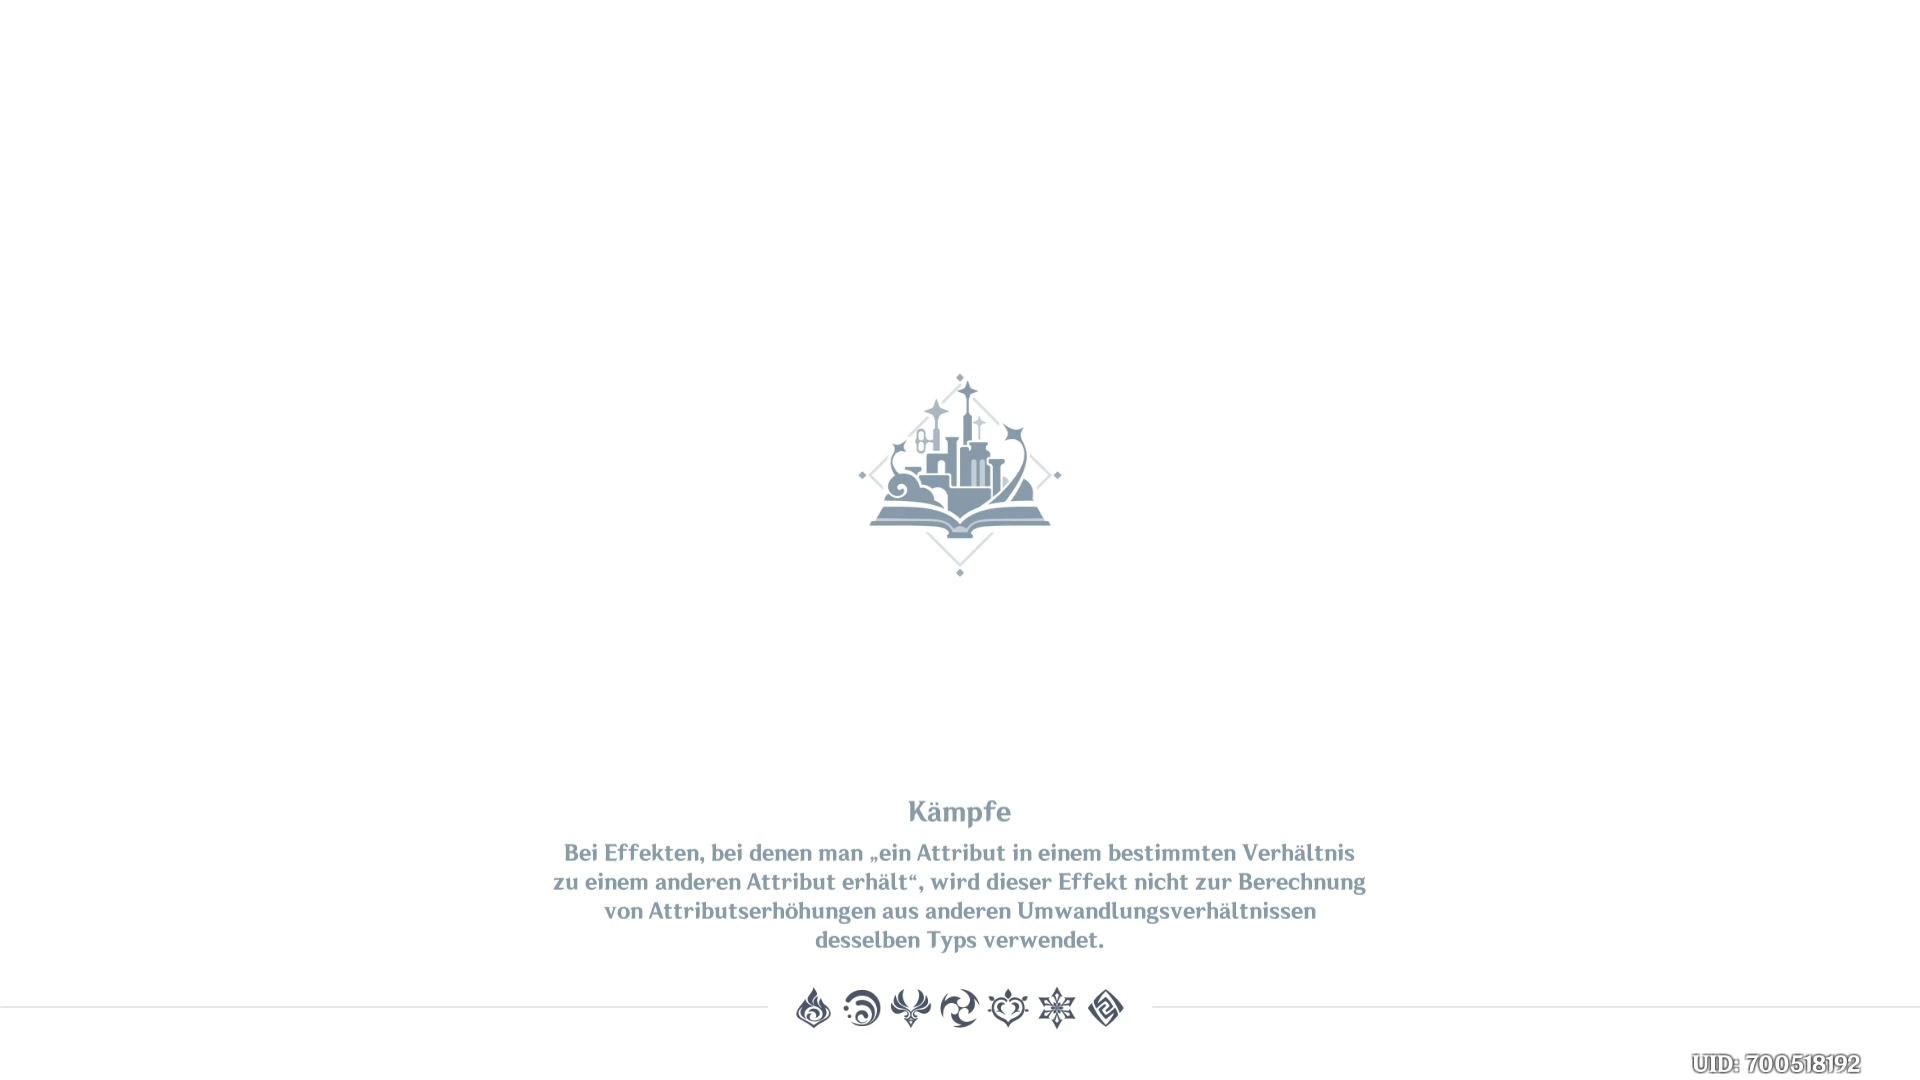 Kämpfe
Bei Effekten, bei denen man „ein Attribut in einem bestimmten Verhältnis
zu einem anderen Attribut erhält“, wird dieser Effekt nicht zur Berechnung
von Attributserhöhungen aus anderen Umwandlungsverhältnissen
desselben Typs verwendet.
UID: 700518192